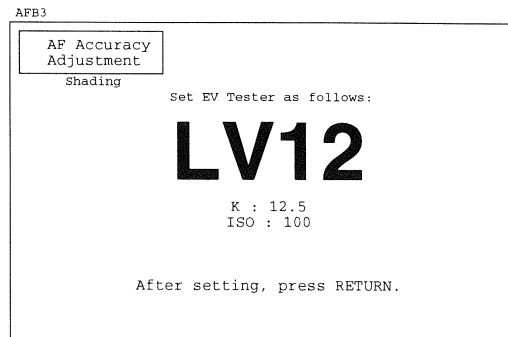 AFB3
AF Accuracy
Adjustment
Shading
Set EV Tester as follows:
LV12
K : 12.5
ISO : 100
After setting, press RETURN.